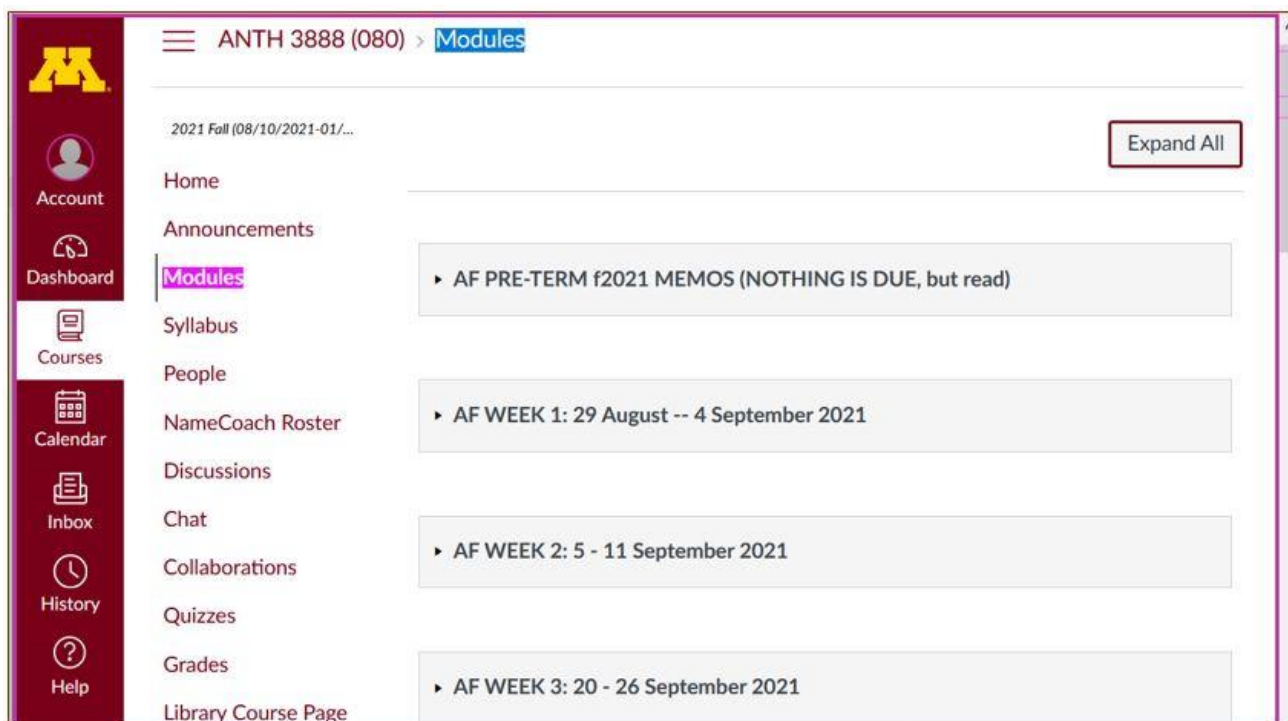 M
ANTH 3888 (080) › Modules
Account
Dashboard
Courses
Calendar
Inbox
History
Help
2021 Fall (08/10/2021-01/...
Home
Announcements
Modules
Syllabus
People
NameCoach Roster
Discussions
Chat
Collaborations
Quizzes
Grades
Library Course Page
Expand All
AF PRE-TERM f2021 MEMOS (NOTHING IS DUE, but read)
AF WEEK 1: 29 August -- 4 September 2021
AF WEEK 2: 5 - 11 September 2021
AF WEEK 3: 20 - 26 September 2021